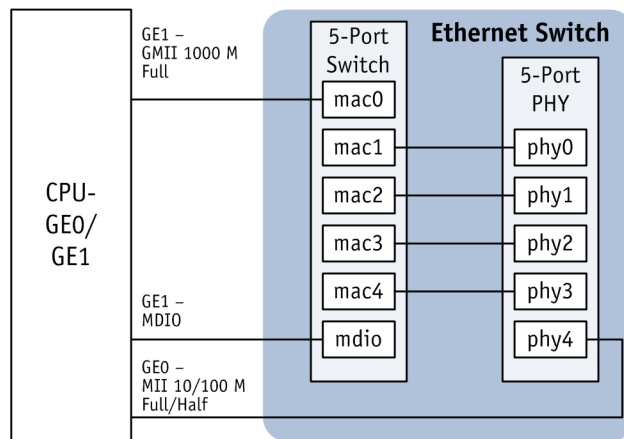 GE1 –
GMII 1000 M
Full
5-Port
Switch
Ethernet Switch
5-Port
PHY
mac0
mac1
phy0
CPU-
GE0/
GE1
mac2
phy1
mac3
phy2
mac4
phy3
GE1 –
MDIO
mdio
phy4
GE0 –
MII 10/100 M
Full/Half